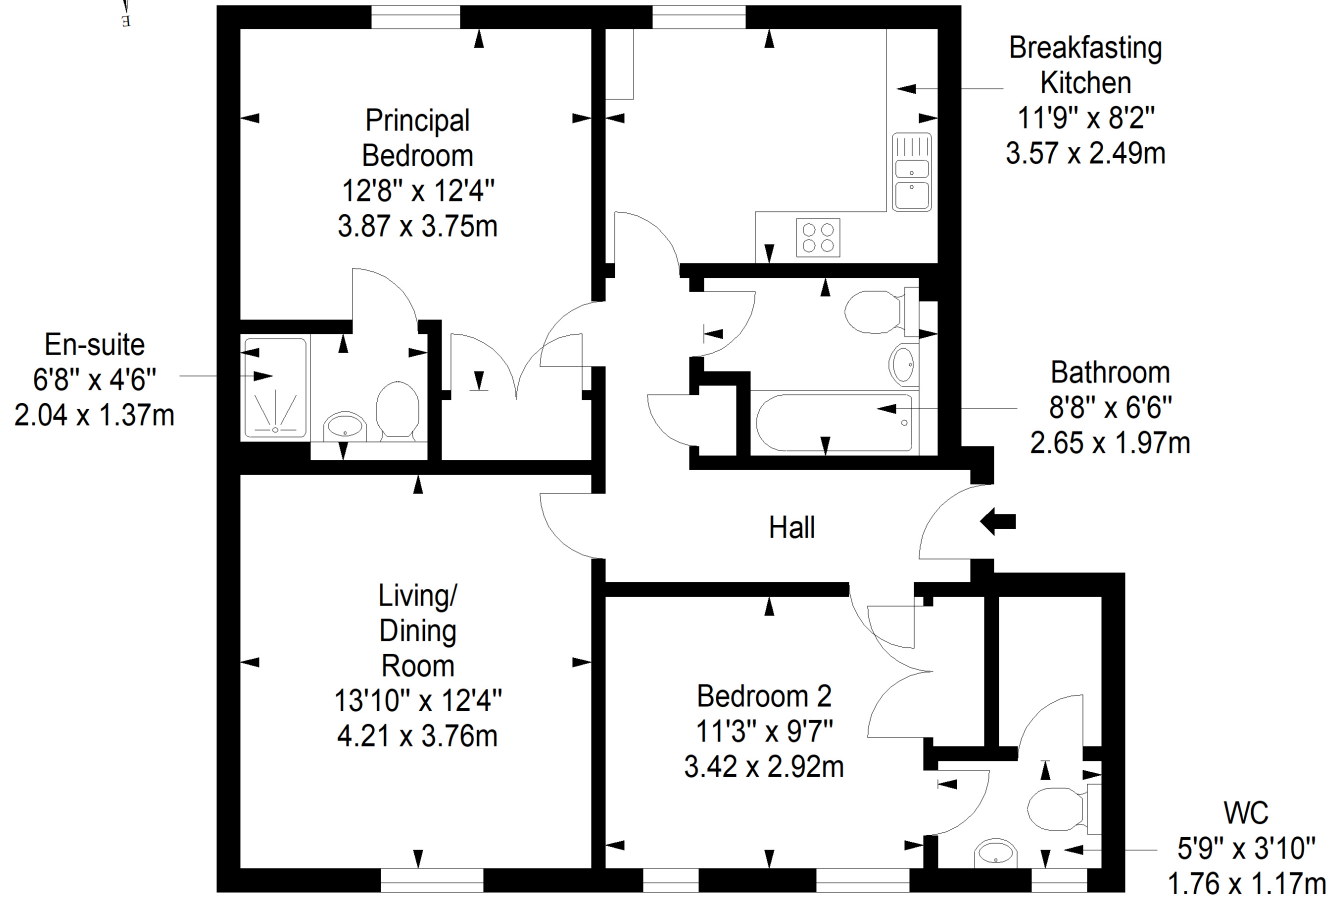 E
Breakfasting
Kitchen
11'9" x 8'2"
3.57 x 2.49m
Principal
Bedroom
12'8" x 12'4"
3.87 x 3.75m
En-suite
6'8" x 4'6"
2.04 x 1.37m
Bathroom
8'8" x 6'6"
2.65 x 1.97m
Hall
Living/
Dining
Room
13'10" x 12'4"
4.21 x 3.76m
Bedroom 2
11'3" x 9'7"
3.42 x 2.92m
WC
5'9" x 3'10"
1.76 x 1.17m